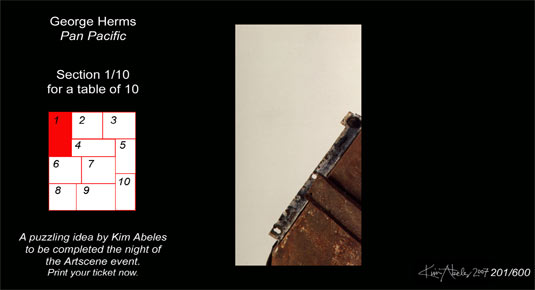 George Herms
Pan Pacific
Section 1/10
for a table of 10
1
2
3
4
5
6
7
8
9
10
A puzzling idea by Kim Abeles
to be completed the night of
the Artscene event.
Print your ticket now.
Kim Abeles 2007 201/600